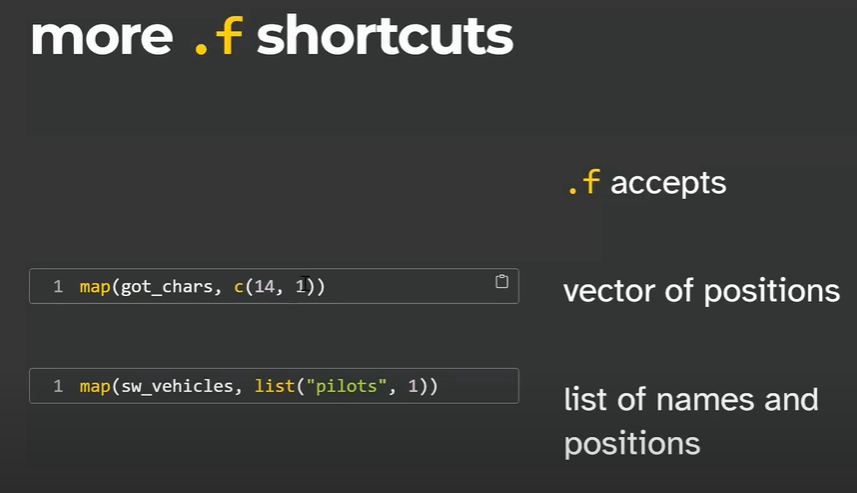 more .f shortcuts
.f accepts
1 map(got_chars, c(14, 1))
vector of positions
1 map(sw_vehicles, list("pilots", 1))
list of names and
positions